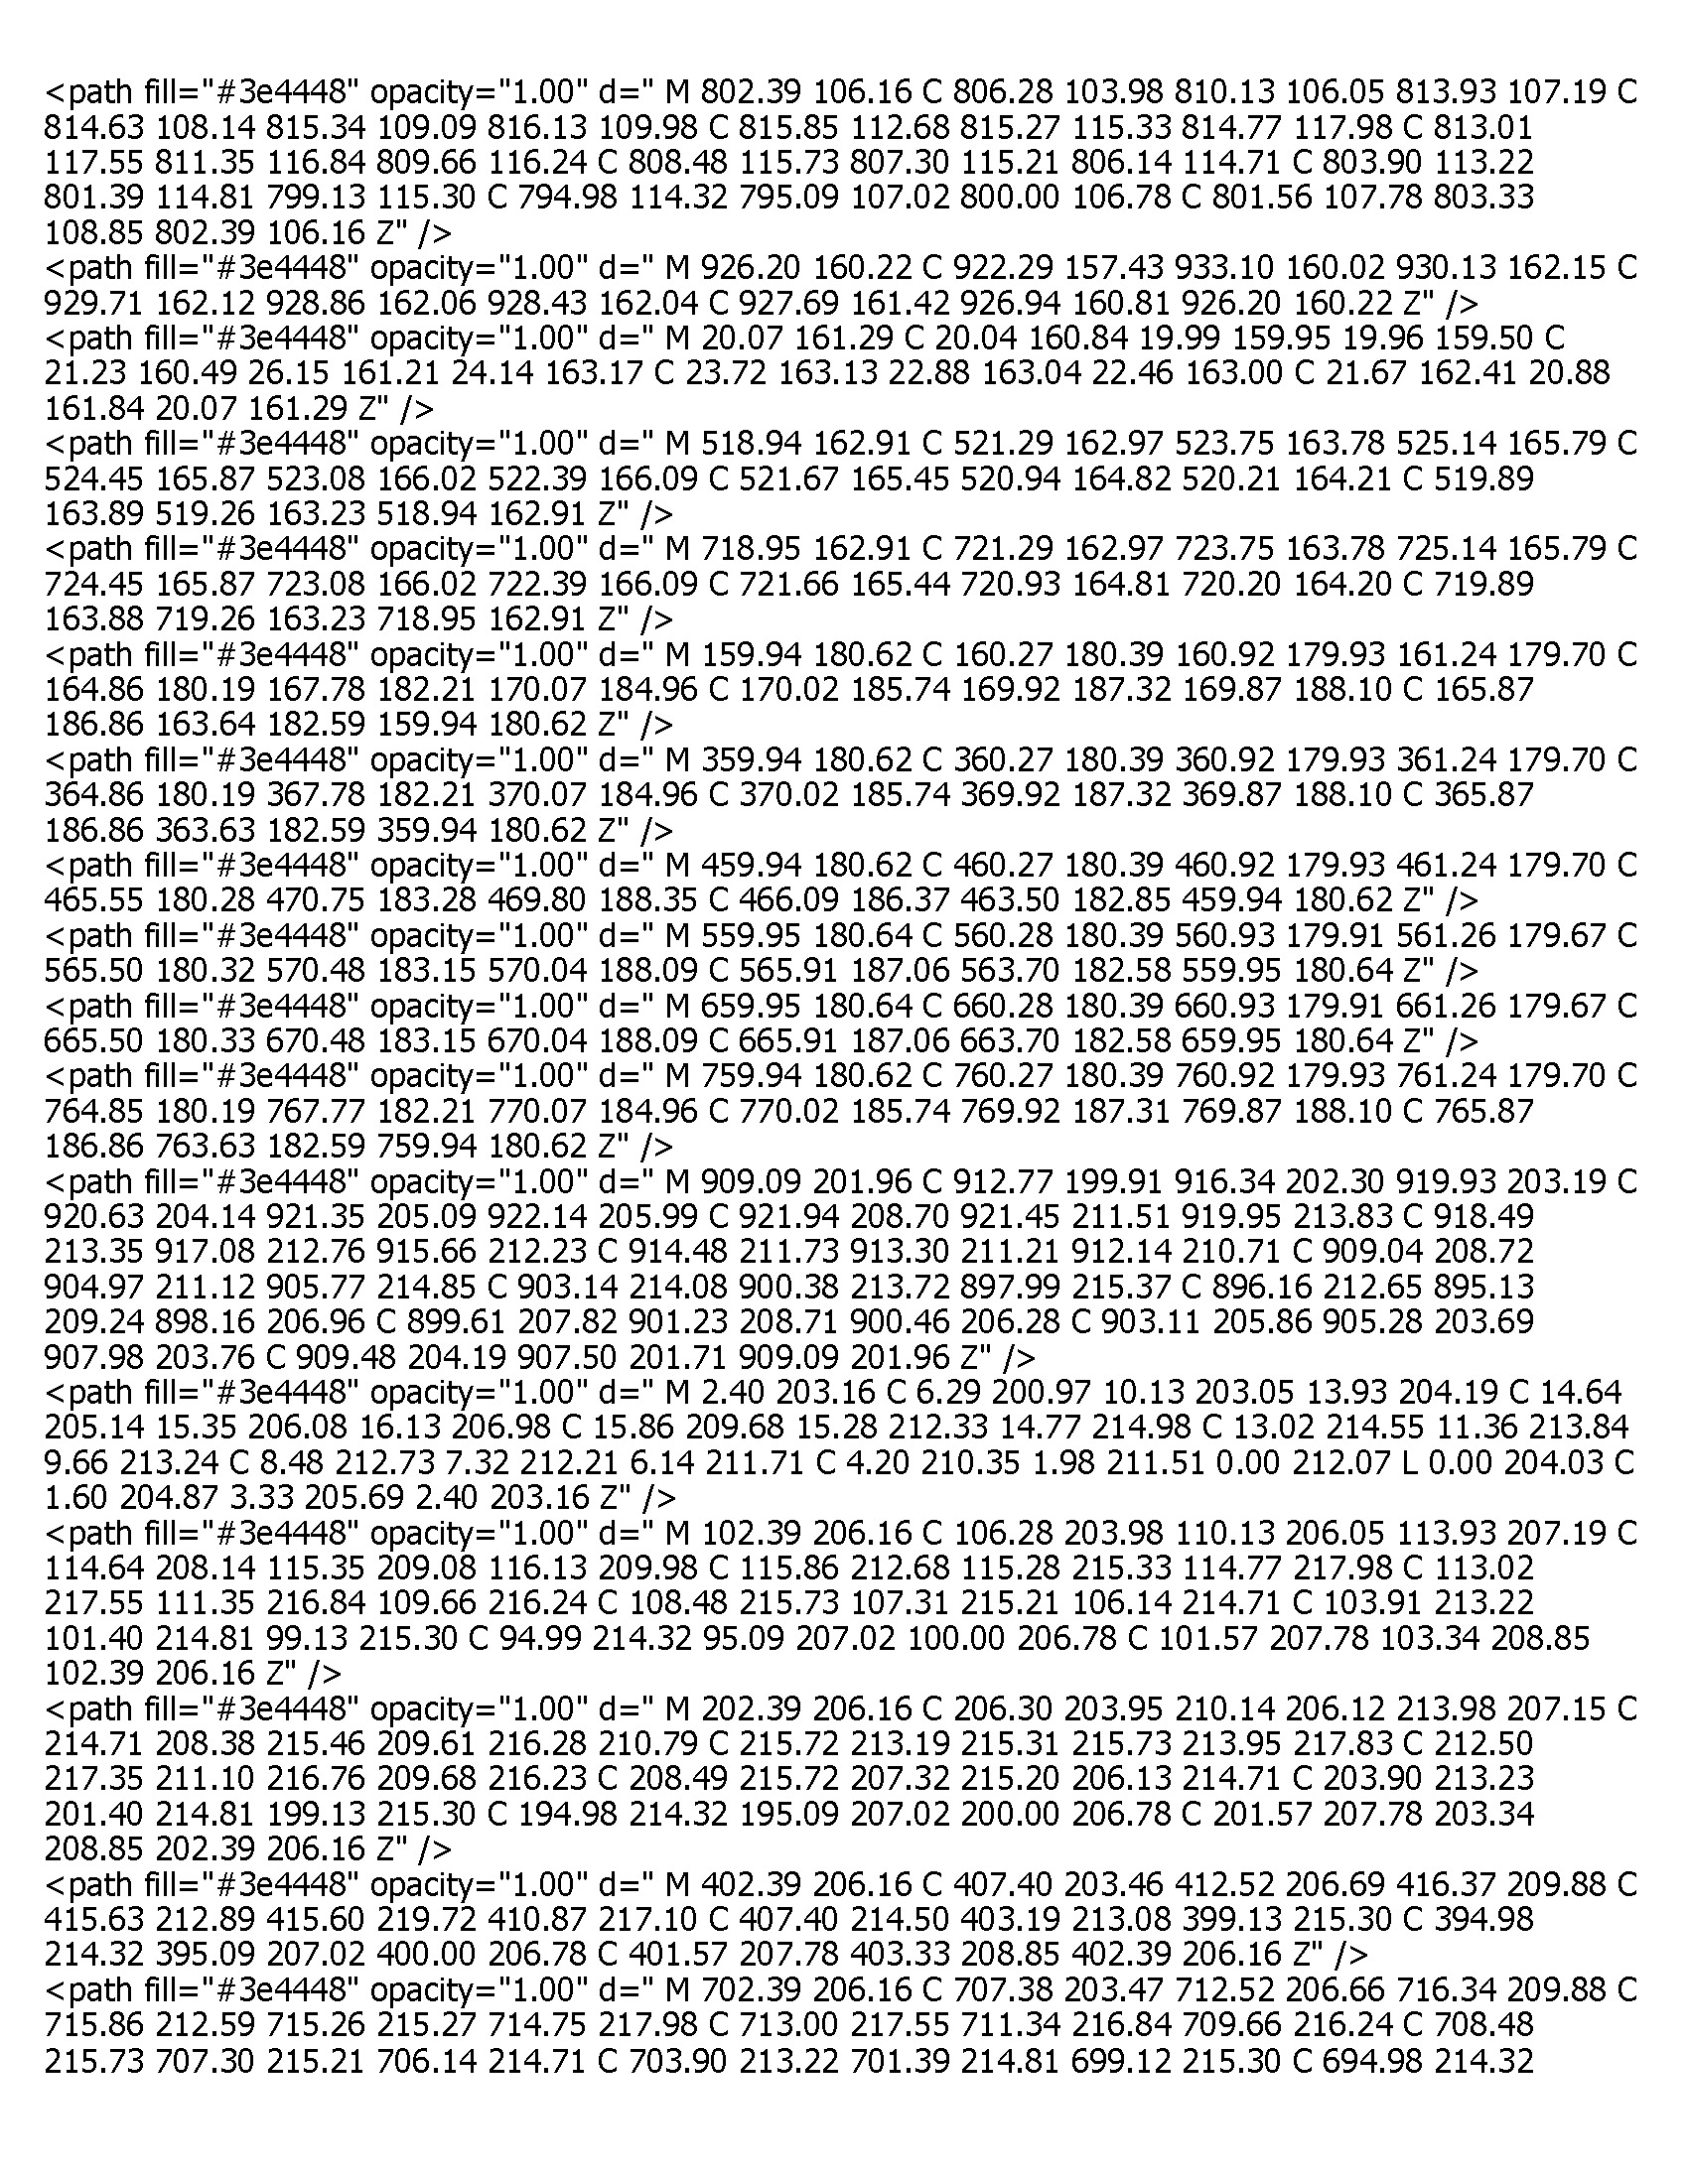 <path fill="#3e4448" opacity="1.00" d=" M 802.39 106.16 C 806.28 103.98 810.13 106.05 813.93 107.19 C
814.63 108.14 815.34 109.09 816.13 109.98 C 815.85 112.68 815.27 115.33 814.77 117.98 C 813.01
117.55 811.35 116.84 809.66 116.24 C 808.48 115.73 807.30 115.21 806.14 114.71 C 803.90 113.22
801.39 114.81 799.13 115.30 C 794.98 114.32 795.09 107.02 800.00 106.78 C 801.56 107.78 803.33
108.85 802.39 106.16 Z" />
<path fill="#3e4448" opacity="1.00" d=" M 926.20 160.22 C 922.29 157.43 933.10 160.02 930.13 162.15 C
929.71 162.12 928.86 162.06 928.43 162.04 C 927.69 161.42 926.94 160.81 926.20 160.22 Z" />
<path fill="#3e4448" opacity="1.00" d=" M 20.07 161.29 C 20.04 160.84 19.99 159.95 19.96 159.50 C
21.23 160.49 26.15 161.21 24.14 163.17 C 23.72 163.13 22.88 163.04 22.46 163.00 C 21.67 162.41 20.88
161.84 20.07 161.29 Z" />
<path fill="#3e4448" opacity="1.00" d=" M 518.94 162.91 C 521.29 162.97 523.75 163.78 525.14 165.79 C
524.45 165.87 523.08 166.02 522.39 166.09 C 521.67 165.45 520.94 164.82 520.21 164.21 C 519.89
163.89 519.26 163.23 518.94 162.91 Z" />
<path fill="#3e4448" opacity="1.00" d=" M 718.95 162.91 C 721.29 162.97 723.75 163.78 725.14 165.79 C
724.45 165.87 723.08 166.02 722.39 166.09 C 721.66 165.44 720.93 164.81 720.20 164.20 C 719.89
163.88 719.26 163.23 718.95 162.91 Z" />
<path fill="#3e4448" opacity="1.00" d=" M 159.94 180.62 C 160.27 180.39 160.92 179.93 161.24 179.70 C
164.86 180.19 167.78 182.21 170.07 184.96 C 170.02 185.74 169.92 187.32 169.87 188.10 C 165.87
186.86 163.64 182.59 159.94 180.62 Z" />
<path fill="#3e4448" opacity="1.00" d=" M 359.94 180.62 C 360.27 180.39 360.92 179.93 361.24 179.70 C
364.86 180.19 367.78 182.21 370.07 184.96 C 370.02 185.74 369.92 187.32 369.87 188.10 C 365.87
186.86 363.63 182.59 359.94 180.62 Z" />
<path fill="#3e4448" opacity="1.00" d=" M 459.94 180.62 C 460.27 180.39 460.92 179.93 461.24 179.70 C
465.55 180.28 470.75 183.28 469.80 188.35 C 466.09 186.37 463.50 182.85 459.94 180.62 Z" />
<path fill="#3e4448" opacity="1.00" d=" M 559.95 180.64 C 560.28 180.39 560.93 179.91 561.26 179.67 C
565.50 180.32 570.48 183.15 570.04 188.09 C 565.91 187.06 563.70 182.58 559.95 180.64 Z" />
<path fill="#3e4448" opacity="1.00" d=" M 659.95 180.64 C 660.28 180.39 660.93 179.91 661.26 179.67 C
665.50 180.33 670.48 183.15 670.04 188.09 C 665.91 187.06 663.70 182.58 659.95 180.64 Z" />
<path fill="#3e4448" opacity="1.00" d=" M 759.94 180.62 C 760.27 180.39 760.92 179.93 761.24 179.70 C
764.85 180.19 767.77 182.21 770.07 184.96 C 770.02 185.74 769.92 187.31 769.87 188.10 C 765.87
186.86 763.63 182.59 759.94 180.62 Z" />
<path fill="#3e4448" opacity="1.00" d=" M 909.09 201.96 C 912.77 199.91 916.34 202.30 919.93 203.19 C
920.63 204.14 921.35 205.09 922.14 205.99 C 921.94 208.70 921.45 211.51 919.95 213.83 C 918.49
213.35 917.08 212.76 915.66 212.23 C 914.48 211.73 913.30 211.21 912.14 210.71 C 909.04 208.72
904.97 211.12 905.77 214.85 C 903.14 214.08 900.38 213.72 897.99 215.37 C 896.16 212.65 895.13
209.24 898.16 206.96 C 899.61 207.82 901.23 208.71 900.46 206.28 C 903.11 205.86 905.28 203.69
907.98 203.76 C 909.48 204.19 907.50 201.71 909.09 201.96 Z" />
<path fill="#3e4448" opacity="1.00" d=" M 2.40 203.16 C 6.29 200.97 10.13 203.05 13.93 204.19 C 14.64
205.14 15.35 206.08 16.13 206.98 C 15.86 209.68 15.28 212.33 14.77 214.98 C 13.02 214.55 11.36 213.84
9.66 213.24 C 8.48 212.73 7.32 212.21 6.14 211.71 C 4.20 210.35 1.98 211.51 0.00 212.07 L 0.00 204.03 C
1.60 204.87 3.33 205.69 2.40 203.16 Z" />
<path fill="#3e4448" opacity="1.00" d=" M 102.39 206.16 C 106.28 203.98 110.13 206.05 113.93 207.19 C
114.64 208.14 115.35 209.08 116.13 209.98 C 115.86 212.68 115.28 215.33 114.77 217.98 C 113.02
217.55 111.35 216.84 109.66 216.24 C 108.48 215.73 107.31 215.21 106.14 214.71 C 103.91 213.22
101.40 214.81 99.13 215.30 C 94.99 214.32 95.09 207.02 100.00 206.78 C 101.57 207.78 103.34 208.85
102.39 206.16 Z" />
<path fill="#3e4448" opacity="1.00" d=" M 202.39 206.16 C 206.30 203.95 210.14 206.12 213.98 207.15 C
214.71 208.38 215.46 209.61 216.28 210.79 C 215.72 213.19 215.31 215.73 213.95 217.83 C 212.50
217.35 211.10 216.76 209.68 216.23 C 208.49 215.72 207.32 215.20 206.13 214.71 C 203.90 213.23
201.40 214.81 199.13 215.30 C 194.98 214.32 195.09 207.02 200.00 206.78 C 201.57 207.78 203.34
208.85 202.39 206.16 Z" />
<path fill="#3e4448" opacity="1.00" d=" M 402.39 206.16 C 407.40 203.46 412.52 206.69 416.37 209.88 C
415.63 212.89 415.60 219.72 410.87 217.10 C 407.40 214.50 403.19 213.08 399.13 215.30 C 394.98
214.32 395.09 207.02 400.00 206.78 C 401.57 207.78 403.33 208.85 402.39 206.16 Z" />
<path fill="#3e4448" opacity="1.00" d=" M 702.39 206.16 C 707.38 203.47 712.52 206.66 716.34 209.88 C
715.86 212.59 715.26 215.27 714.75 217.98 C 713.00 217.55 711.34 216.84 709.66 216.24 C 708.48
215.73 707.30 215.21 706.14 214.71 C 703.90 213.22 701.39 214.81 699.12 215.30 C 694.98 214.32